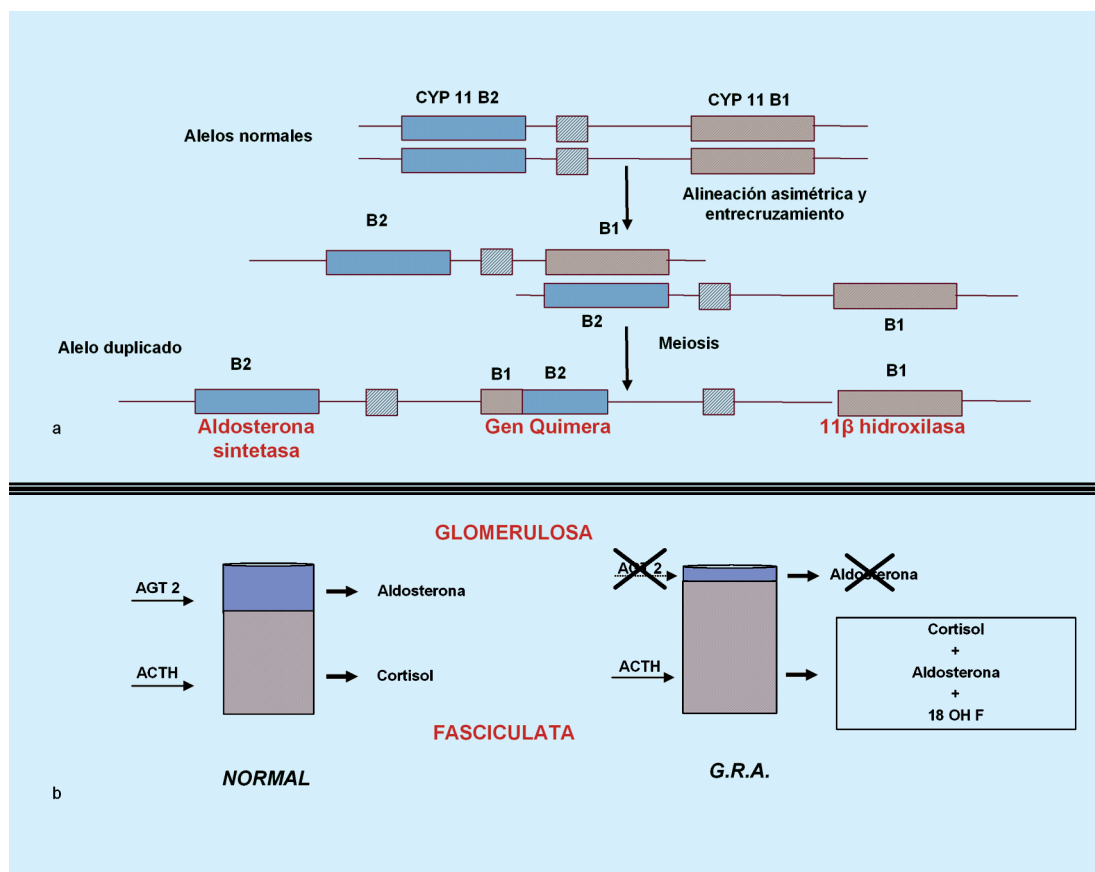 CYP 11 B2
CYP 11 B1
Alelos normales
Alineación asimétrica y
entrecruzamiento
B2
B1
B2
B1
Meiosis
Alelo duplicado
B2
B1
B2
B1
Aldosterona
sintetasa
Gen Quimera
11β hidroxilasa
a
GLOMERULOSA
AGT 2
Aldosterona
AGT 2
Aldosterona
ACTH
Cortisol
ACTH
Cortisol
+
Aldosterona
+
18 OH F
FASCICULATA
NORMAL
G.R.A.
b